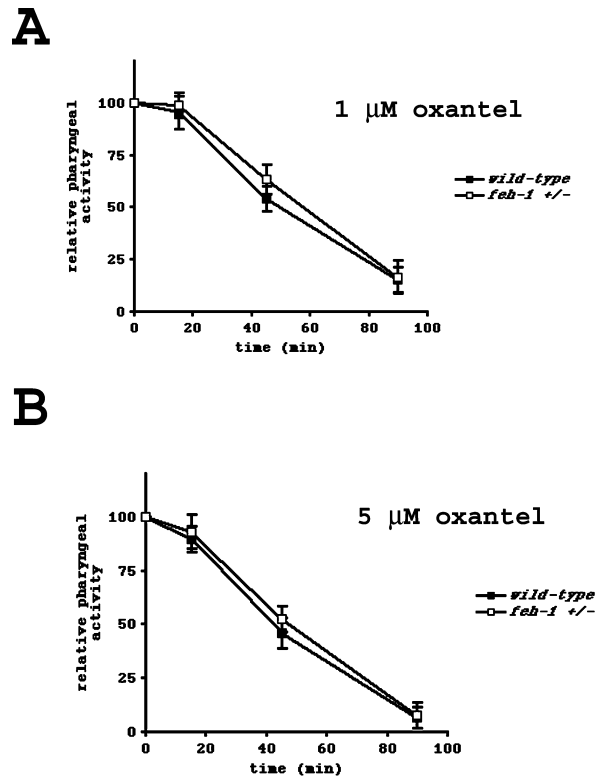 A
1 µM oxantel
relative pharyngeal
activity
100
75
50
25
0
0 20 40 60 80 100
time (min)
wild-type
feh-1 +/-
B
5 µM oxantel
relative pharyngeal
activity
100
75
50
25
0
0 20 40 60 80 100
time (min)
wild-type
feh-1 +/-